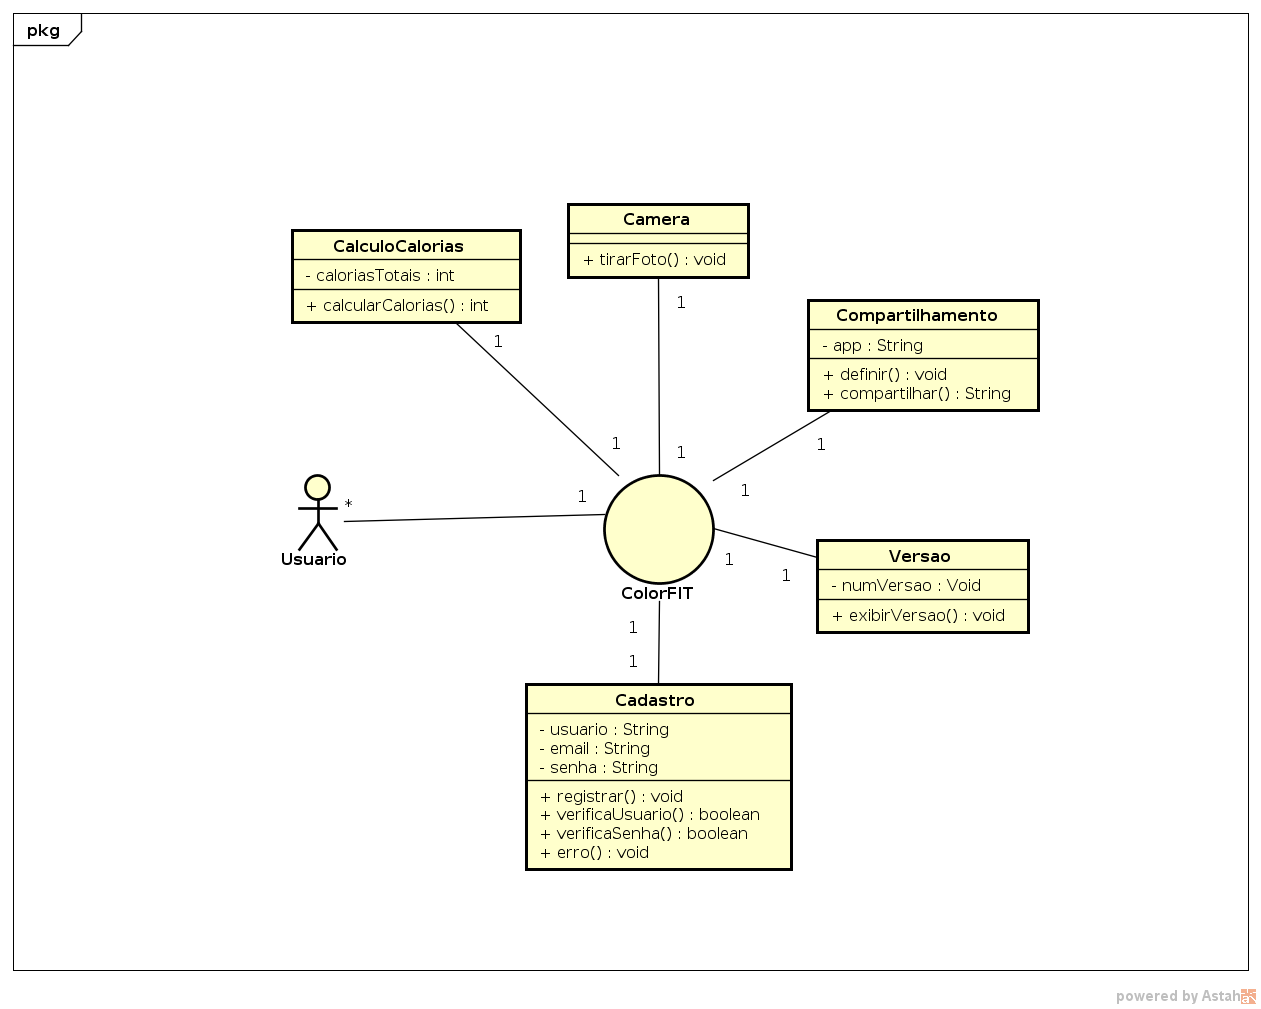 pkg
Camera
+ tirarFoto() : void
CalculoCalorias
- caloriasTotais : int
+ calcularCalorias() : int
1
1
Compartilhamento
- app : String
+ definir() : void
+ compartilhar() : String
1
1
1
1
*
1
1
Usuario
1
1
Versao
- numVersao : Void
+ exibirVersao() : void
ColorFIT
1
1
Cadastro
- usuario : String
- email : String
- senha : String
+ registrar() : void
+ verificaUsuario() : boolean
+ verificaSenha() : boolean
+ erro() : void
powered by Astah